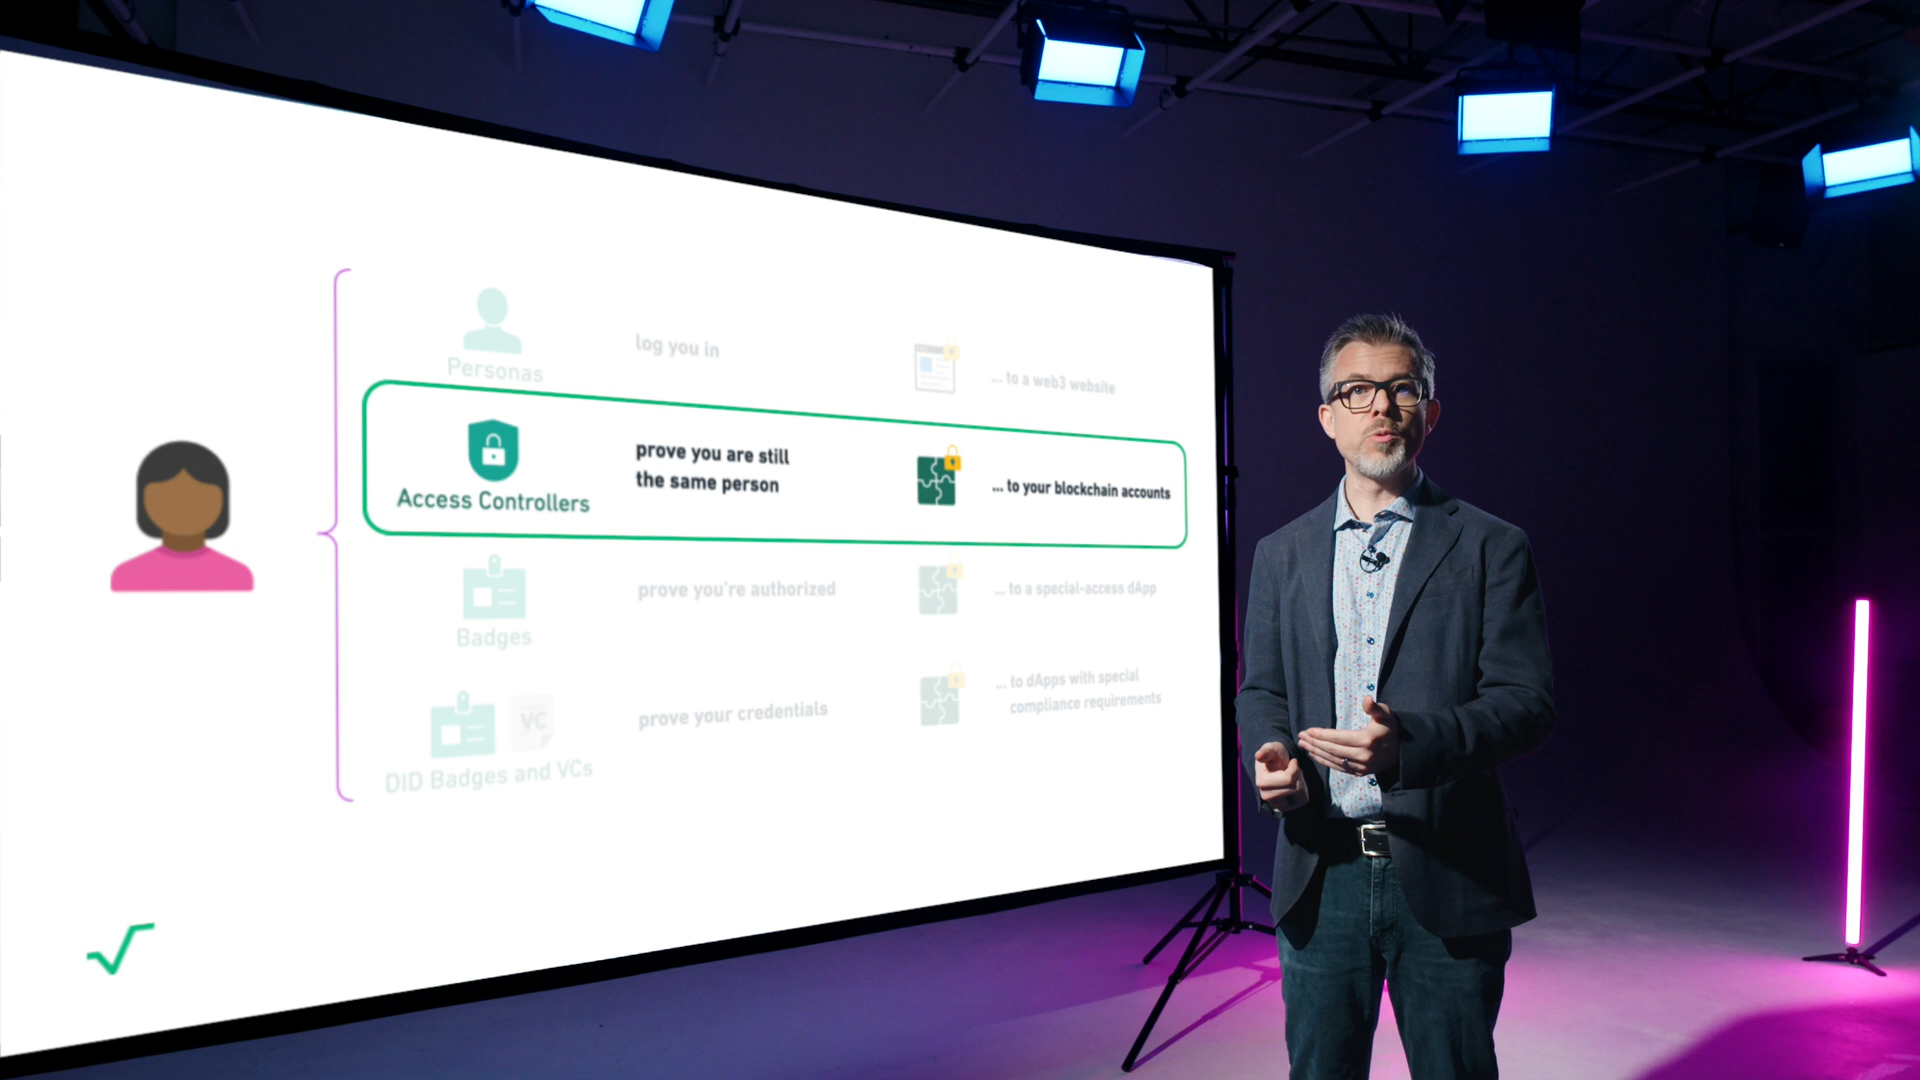 Personas
log you in
... to a web3 website
Access Controllers
prove you are still
the same person
... to your blockchain accounts
Badges
prove you're authorized
... to a special-access dApp
VC
DID Badges and VCs
prove your credentials
... to dApps with special
compliance requirements